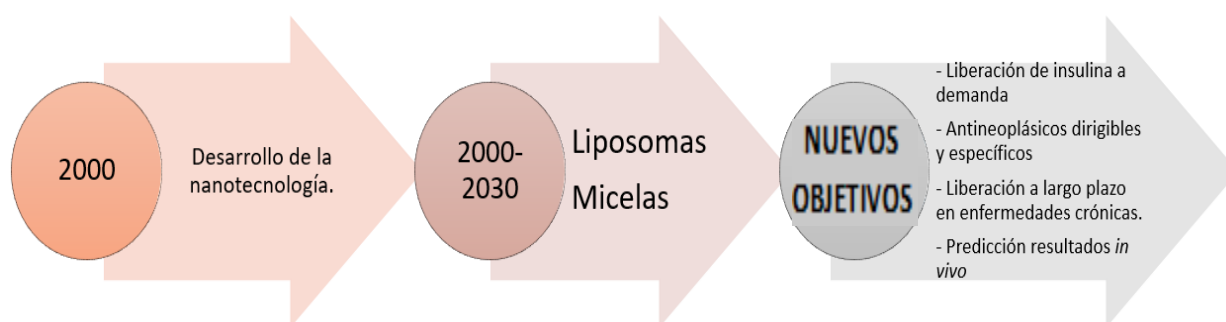 2000
Desarrollo de la
nanotecnología.
2000-
2030
Liposomas
Micelas
NUEVOS
OBJETIVOS
- Liberación de insulina a
demanda
- Antineoplásicos dirigibles
y específicos
- Liberación a largo plazo
en enfermedades crónicas.
- Predicción resultados in
vivo